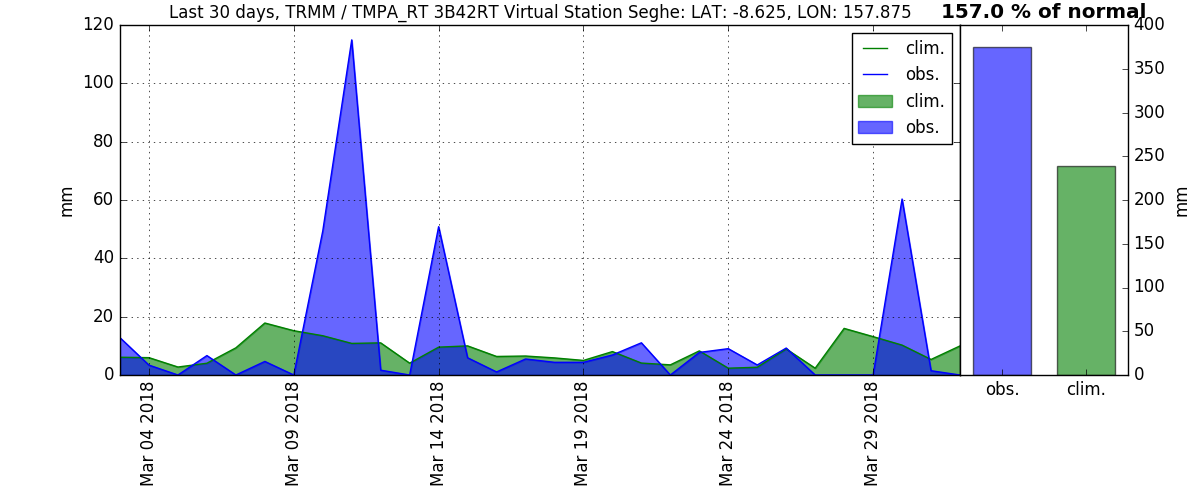 Last 30 days, TRMM / TMPA_RT 3B42RT Virtual Station Seghe: LAT: -8.625, LON: 157.875
157.0 % of normal
120
100
80
60
40
20
0
mm
clim.
obs.
clim.
obs.
Mar 04 2018
Mar 09 2018
Mar 14 2018
Mar 19 2018
Mar 24 2018
Mar 29 2018
400
350
300
250
200
150
100
50
0
mm
obs.
clim.